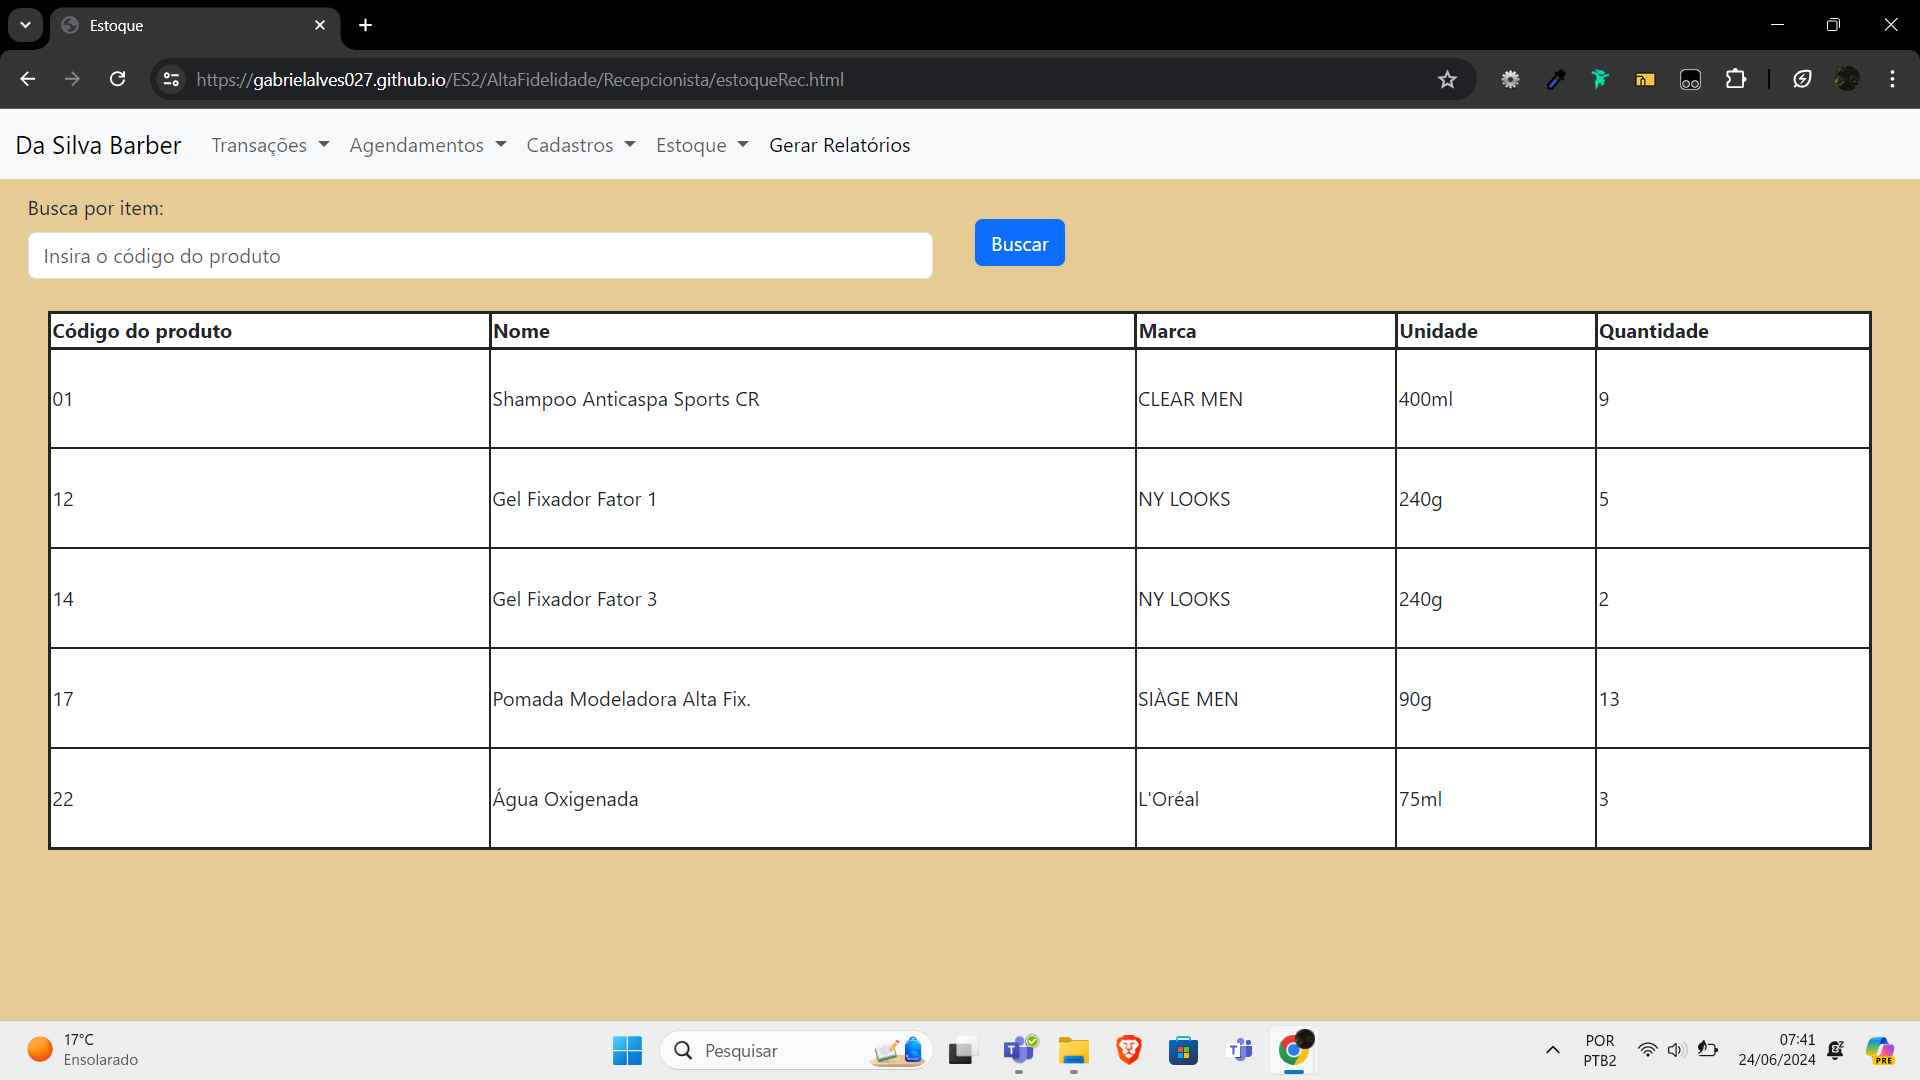 Estoque
https://gabrielalves027.github.io/ES2/AltaFidelidade/Recepcionista/estoqueRec.html
Da Silva Barber Transações Agendamentos Cadastros Estoque Gerar Relatórios
Busca por item:
Insira o código do produto Buscar
Código do produto Nome Marca Unidade Quantidade
01 Shampoo Anticaspa Sports CR CLEAR MEN 400ml 9
12 Gel Fixador Fator 1 NY LOOKS 240g 5
14 Gel Fixador Fator 3 NY LOOKS 240g 2
17 Pomada Modeladora Alta Fix. SIÀGE MEN 90g 13
22 Água Oxigenada L'Oréal 75ml 3
17°C
Ensolarado
Pesquisar
POR
PTB2
07:41
24/06/2024
PRE